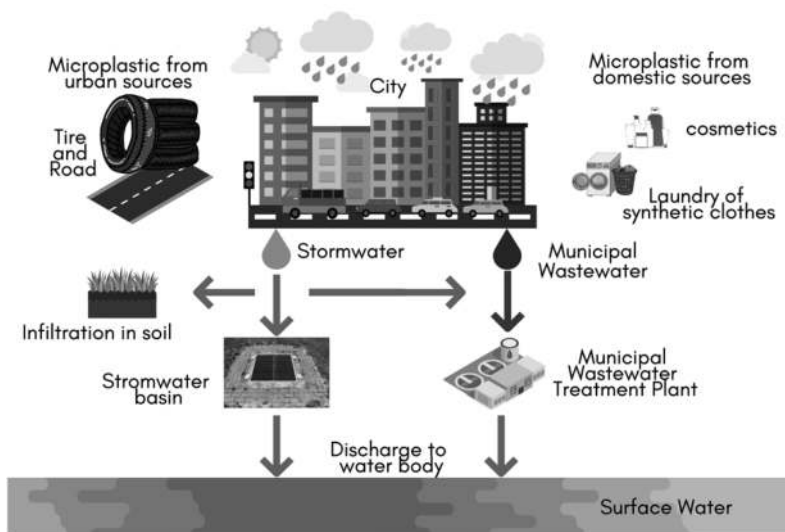 Microplastic from
urban sources
Tire
and
Road
City
Microplastic from
domestic sources
cosmetics
Laundry of
synthetic clothes
Stormwater
Municipal
Wastewater
Infiltration in soil
Stromwater
basin
Municipal
Wastewater
Treatment Plant
Discharge to
water body
Surface Water